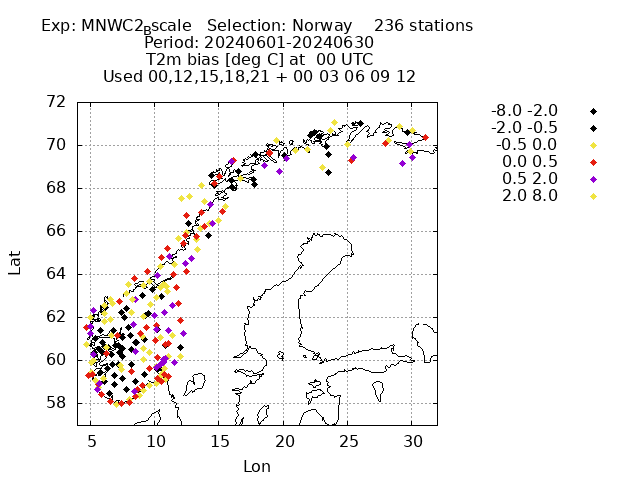 Exp: MNWC2_Bscale Selection: Norway 236 stations
Period: 20240601-20240630
T2m bias [deg C] at 00 UTC
Used 00,12,15,18,21 + 00 03 06 09 12
-8.0 -2.0
-2.0 -0.5
-0.5 0.0
0.0 0.5
0.5 2.0
2.0 8.0
72
70
68
66
64
62
60
58
Lat
5 10 15 20 25 30
Lon